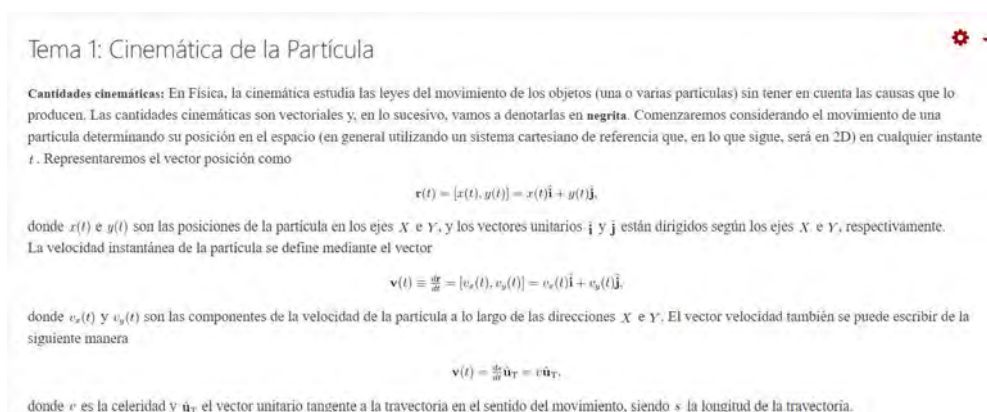 Tema 1: Cinemática de la Partícula
Cantidades cinemáticas: En Física, la cinemática estudia las leyes del movimiento de los objetos (una o varias partículas) sin tener en cuenta las causas que lo
producen. Las cantidades cinemáticas son vectoriales y, en lo sucesivo, vamos a denotarlas en negrita. Comenzaremos considerando el movimiento de una
partícula determinando su posición en el espacio (en general utilizando un sistema cartesiano de referencia que, en lo que sigue, será en 2D) en cualquier instante
t. Representaremos el vector posición como
r(t) = [x(t), y(t)] = x(t)î + y(t)ĵ,
donde x(t) e y(t) son las posiciones de la partícula en los ejes X e Y, y los vectores unitarios î y ĵ están dirigidos según los ejes X e Y, respectivamente.
La velocidad instantánea de la partícula se define mediante el vector
v(t) ≡ dr/dt = [vₓ(t), v_y(t)] = vₓ(t)î + v_y(t)ĵ,
donde vₓ(t) y v_y(t) son las componentes de la velocidad de la partícula a lo largo de las direcciones X e Y. El vector velocidad también se puede escribir de la
siguiente manera
v(t) = ds/dt û_T = vû_T,
donde v es la celeridad y û_T el vector unitario tangente a la trayectoria en el sentido del movimiento, siendo s la longitud de la trayectoria.